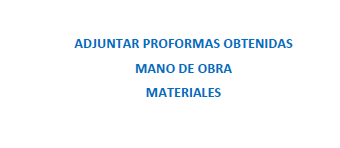 ADJUNTAR PROFORMAS OBTENIDAS
MANO DE OBRA
MATERIALES